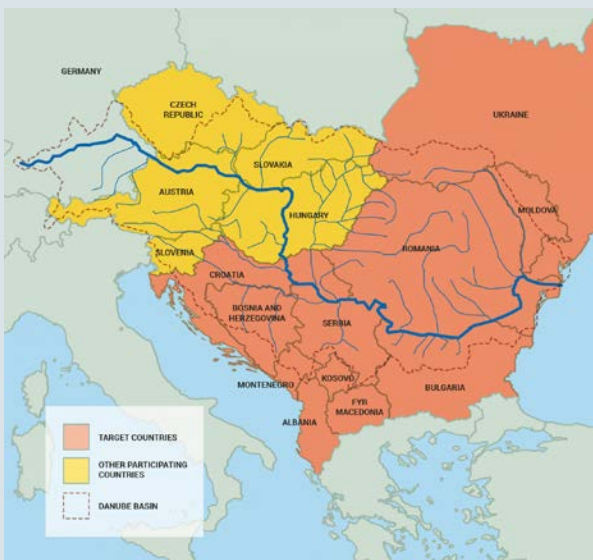 GERMANY
CZECH
REPUBLIC
UKRAINE
SLOVAKIA
AUSTRIA
HUNGARY
MOLDOVA
ROMANIA
SLOVENIA
CROATIA
BOSNIA AND
HERZEGOVINA
SERBIA
KOSOVO
MONTENEGRO
BULGARIA
FYR
MACEDONIA
ALBANIA
TARGET COUNTRIES
OTHER PARTICIPATING
COUNTRIES
DANUBE BASIN